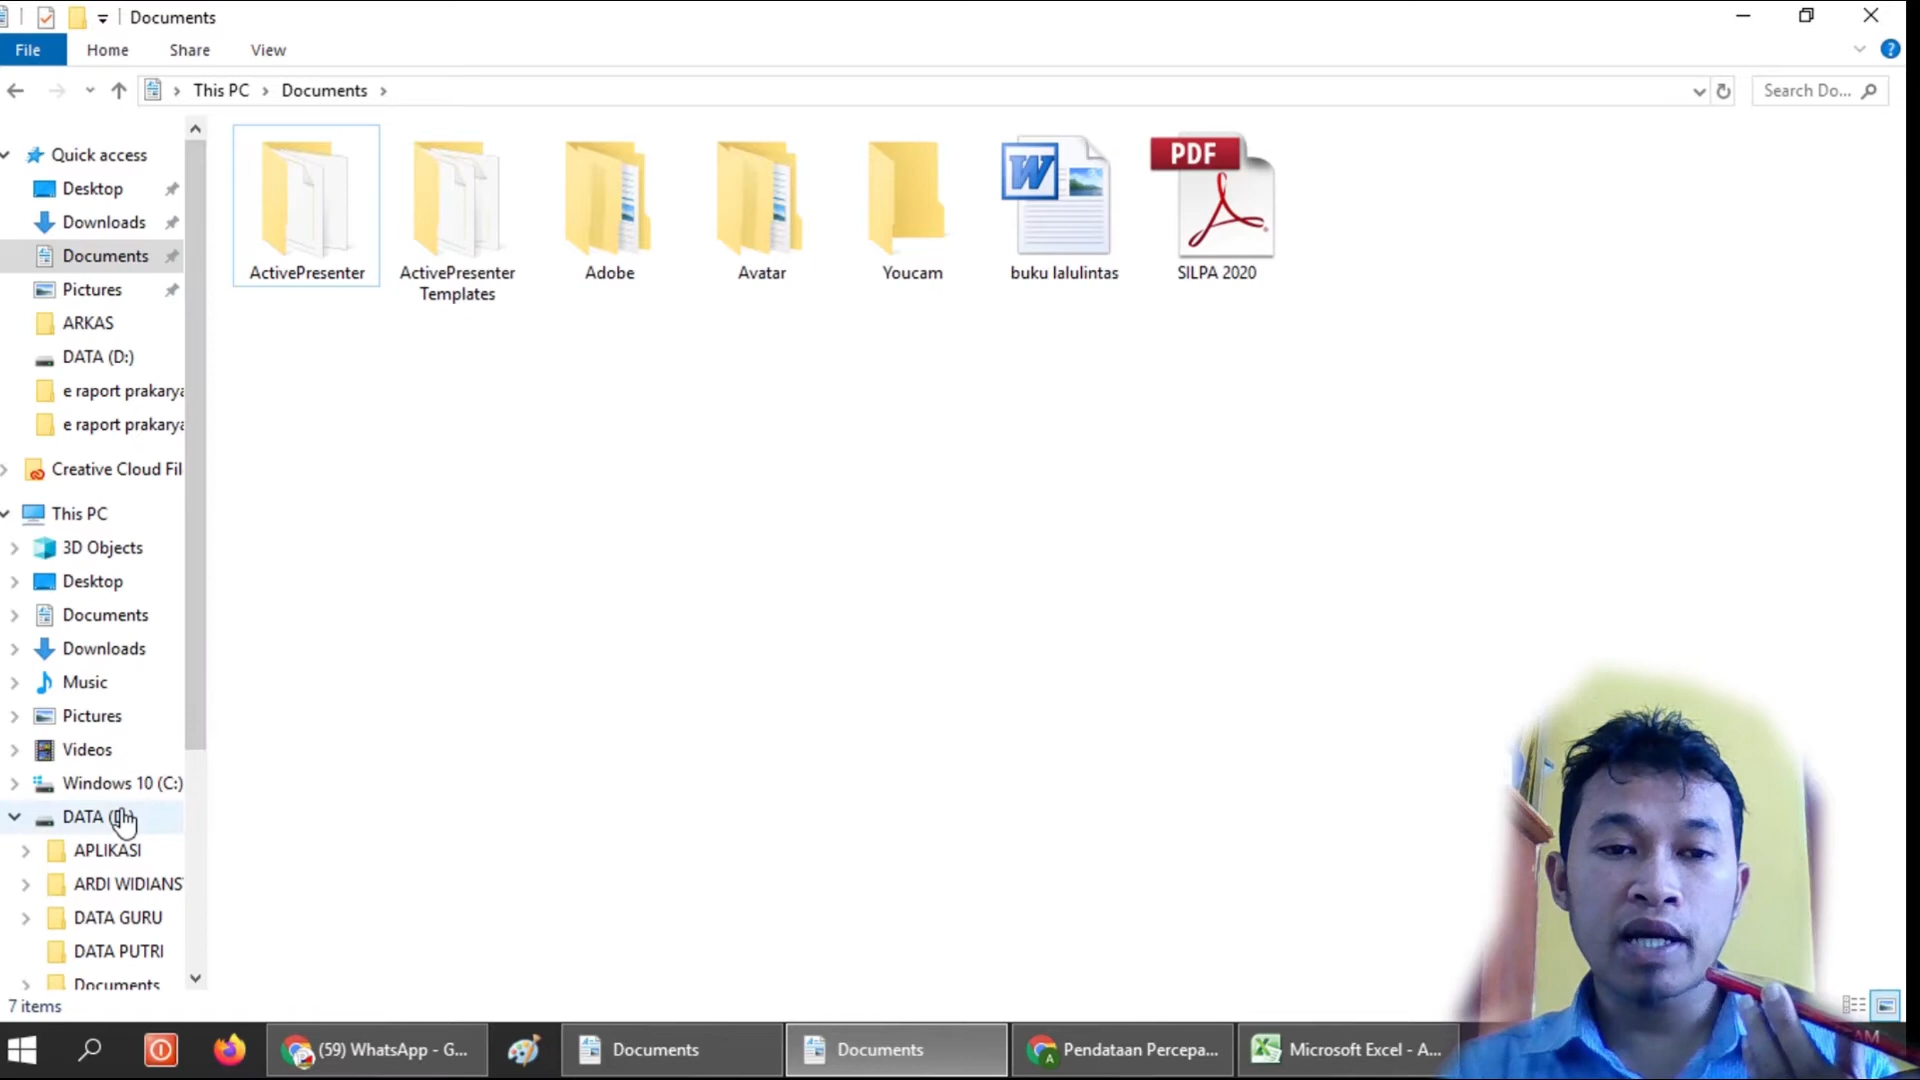 Documents
File Home Share View
This PC Documents Search Do...
Quick access
Desktop
Downloads
Documents
Pictures
ARKAS
DATA (D:)
e raport prakarya
e raport prakarya
Creative Cloud Fil
This PC
3D Objects
Desktop
Documents
Downloads
Music
Pictures
Videos
Windows 10 (C:)
DATA
APLIKASI
ARDI WIDIANS
DATA GURU
DATA PUTRI
Documents
ActivePresenter
ActivePresenter
Templates
Adobe
Avatar
Youcam
W
buku lalulintas
PDF
SILPA 2020
7 items
(59) WhatsApp - G...
Documents
Documents
A
Pendataan Percepa...
Microsoft Excel - A...